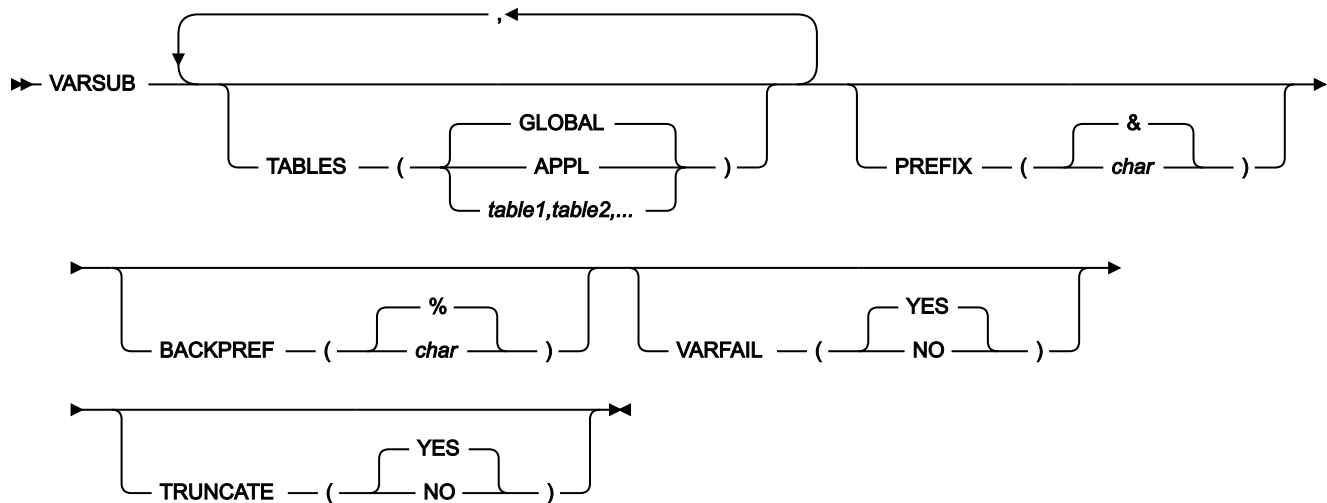 ,
VARSUB
GLOBAL
&
TABLES ( APPL ) PREFIX ( char )
table1,table2,...
% YES
BACKPREF ( char ) VARFAIL ( NO )
YES
TRUNCATE ( NO )